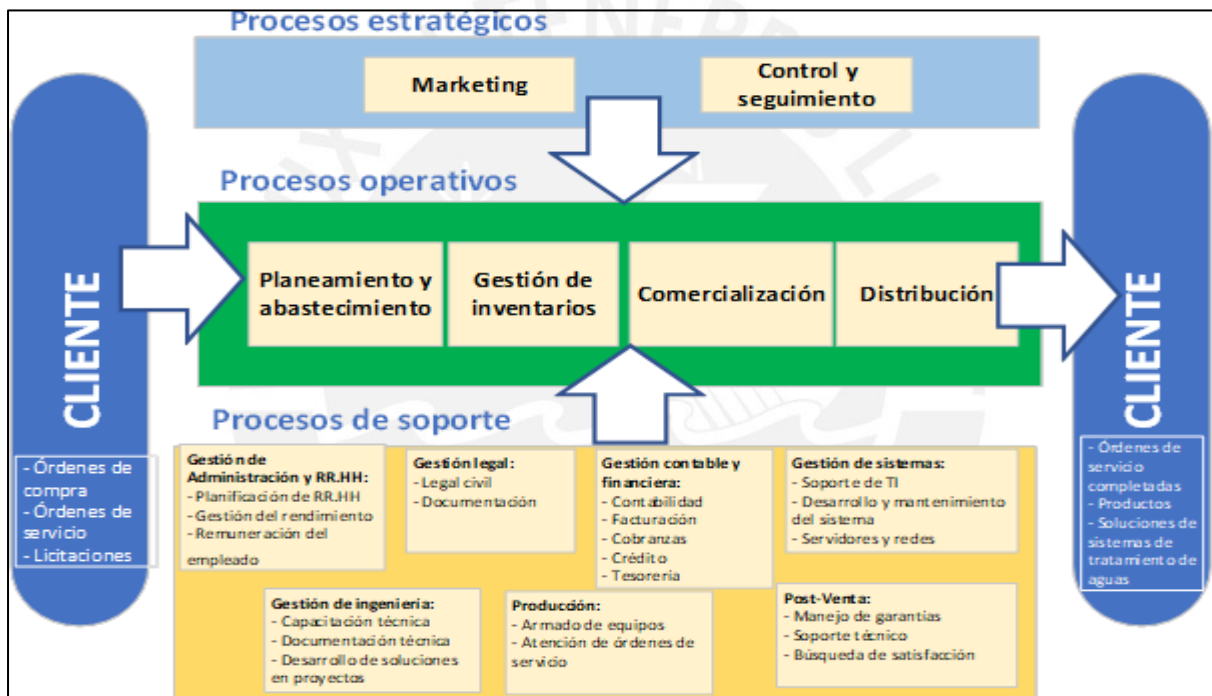 Procesos estratégicos
Marketing
Control y
seguimiento
Procesos operativos
CLIENTE
Planeamiento y
abastecimiento
Gestión de
inventarios
Comercialización
Distribución
CLIENTE
- Órdenes de
compra
- Órdenes de
servicio
- Licitaciones
- Órdenes de
servicio
completadas
- Productos
- Soluciones de
sistemas de
tratamiento de
aguas
Procesos de soporte
Gestión de
Administración y RR.HH:
- Planificación de RR.HH
- Gestión del rendimiento
- Remuneración del
empleado
Gestión legal:
- Legal civil
- Documentación
Gestión contable y
financiera:
- Contabilidad
- Facturación
- Cobranzas
- Crédito
- Tesorería
Gestión de sistemas:
- Soporte de TI
- Desarrollo y mantenimiento
del sistema
- Servidores y redes
Gestión de ingeniería:
- Capacitación técnica
- Documentación técnica
- Desarrollo de soluciones
en proyectos
Producción:
- Armado de equipos
- Atención de órdenes de
servicio
Post-Venta:
- Manejo de garantías
- Soporte técnico
- Búsqueda de satisfacción